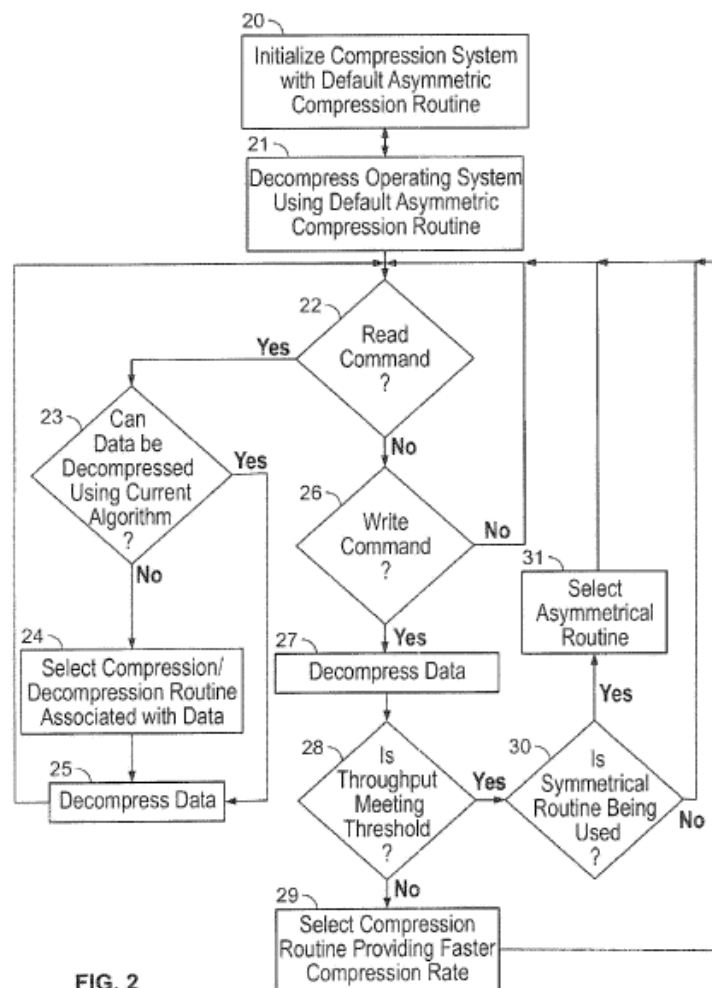 20
Initialize Compression System
with Default Asymmetric
Compression Routine
21
Decompress Operating System
Using Default Asymmetric
Compression Routine
22
Read
Command
?
Yes
No
23
Can
Data be
Decompressed
Using Current
Algorithm
?
Yes
No
24
Select Compression/
Decompression Routine
Associated with Data
25
Decompress Data
26
Write
Command
?
No
Yes
27
Decompress Data
28
Is
Throughput
Meeting
Threshold
?
Yes
No
29
Select Compression
Routine Providing Faster
Compression Rate
30
Is
Symmetrical
Routine Being
Used
?
Yes
No
31
Select
Asymmetrical
Routine
FIG. 2